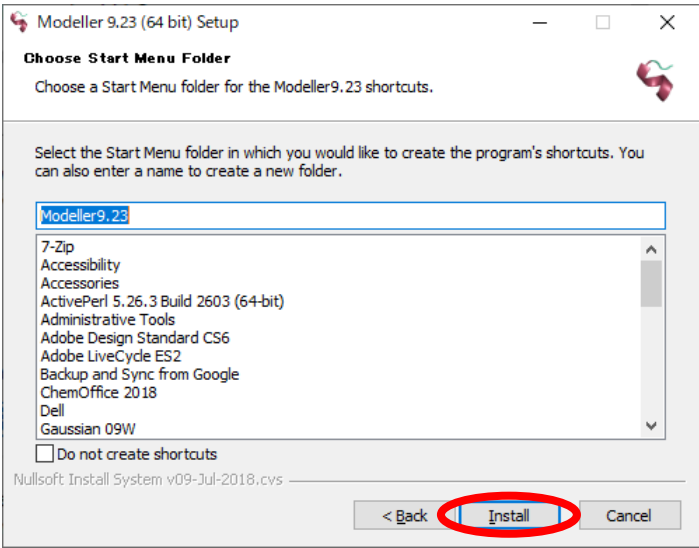 Modeller 9.23 (64 bit) Setup
Choose Start Menu Folder
Choose a Start Menu folder for the Modeller9.23 shortcuts.
Select the Start Menu folder in which you would like to create the program's shortcuts. You
can also enter a name to create a new folder.
Modeller9.23
7-Zip
Accessibility
Accessories
ActivePerl 5.26.3 Build 2603 (64-bit)
Administrative Tools
Adobe Design Standard CS6
Adobe LiveCycle ES2
Backup and Sync from Google
ChemOffice 2018
Dell
Gaussian 09W
Do not create shortcuts
Nullsoft Install System v09-Jul-2018.cvs
< Back Install Cancel